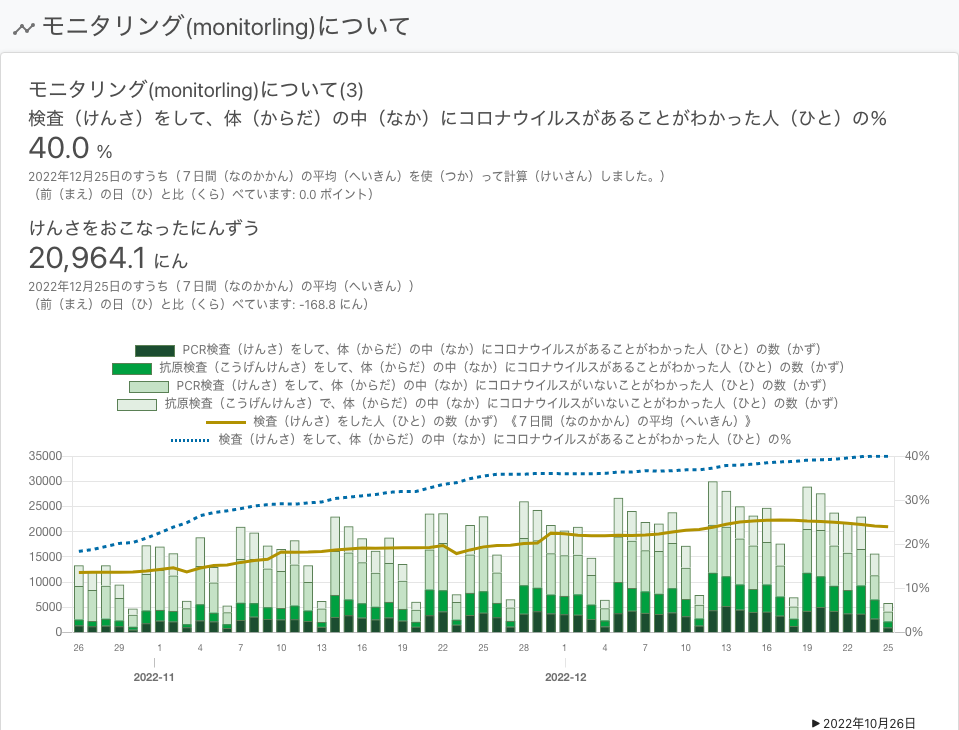 モニタリング(monitorling)について
モニタリング(monitorling)について(3)
検査（けんさ）をして、体（からだ）の中（なか）にコロナウイルスがあることがわかった人（ひと）の%
40.0 %
2022年12月25日のすうち（７日間（なのかかん）の平均（へいきん）を使（つか）って計算（けいさん）しました。）
（前（まえ）の日（ひ）と比（くら）べています: 0.0 ポイント）
けんさをおこなったにんずう
20,964.1 にん
2022年12月25日のすうち（７日間（なのかかん）の平均（へいきん））
（前（まえ）の日（ひ）と比（くら）べています: -168.8 にん）
PCR検査（けんさ）をして、体（からだ）の中（なか）にコロナウイルスがあることがわかった人（ひと）の数（かず）
抗原検査（こうげんけんさ）をして、体（からだ）の中（なか）にコロナウイルスがあることがわかった人（ひと）の数（かず）
PCR検査（けんさ）をして、体（からだ）の中（なか）にコロナウイルスがいないことがわかった人（ひと）の数（かず）
抗原検査（こうげんけんさ）で、体（からだ）の中（なか）にコロナウイルスがいないことがわかった人（ひと）の数（かず）
検査（けんさ）をした人（ひと）の数（かず）《７日間（なのかかん）の平均（へいきん）》
検査（けんさ）をして、体（からだ）の中（なか）にコロナウイルスがあることがわかった人（ひと）の%
35000 40%
30000 30%
25000
20000 20%
15000
10000 10%
5000
0 0%
26 29 1 4 7 10 13 16 19 22 25 28 1 4 7 10 13 16 19 22 25
2022-11 2022-12
▶2022年10月26日